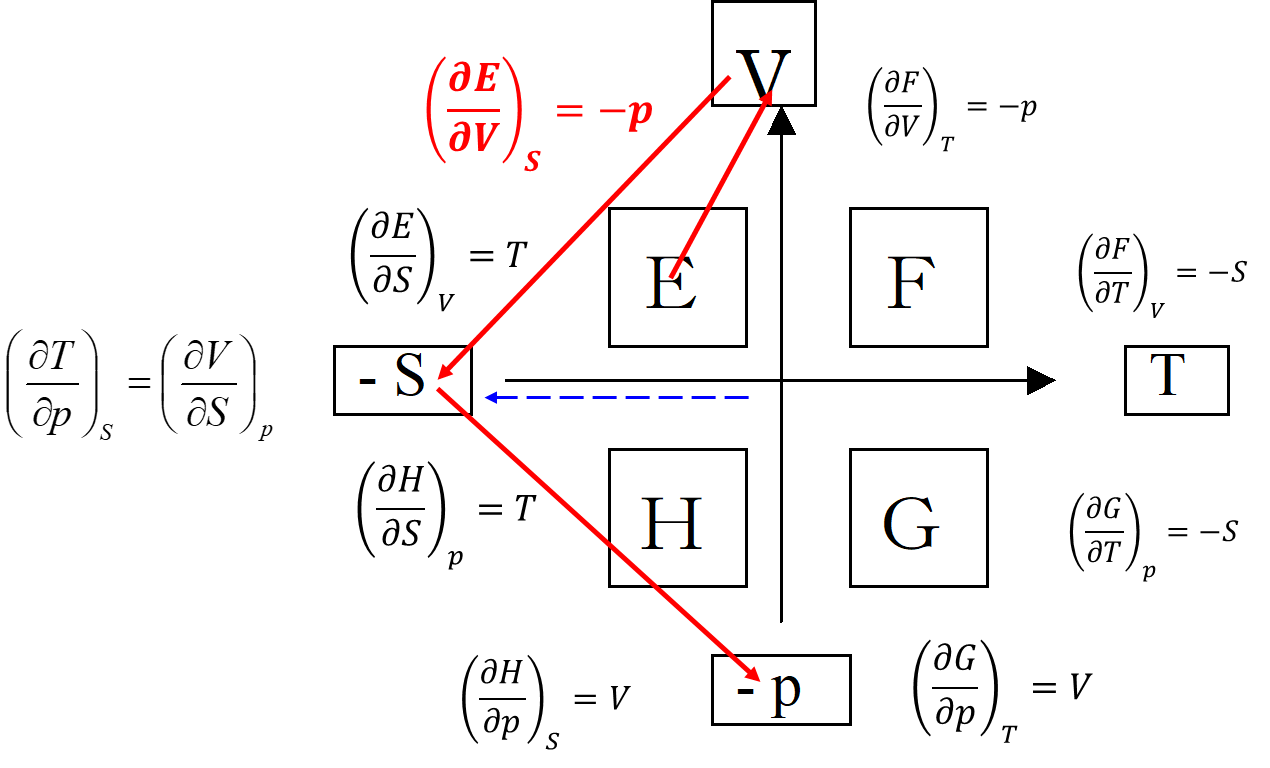 V
(∂E/∂V)_S = −p
(∂F/∂V)_T = −p
(∂E/∂S)_V = T
E
F
(∂F/∂T)_V = −S
(∂T/∂p)_S = (∂V/∂S)_p
- S
T
(∂H/∂S)_p = T
H
G
(∂G/∂T)_p = −S
(∂H/∂p)_S = V
- p
(∂G/∂p)_T = V